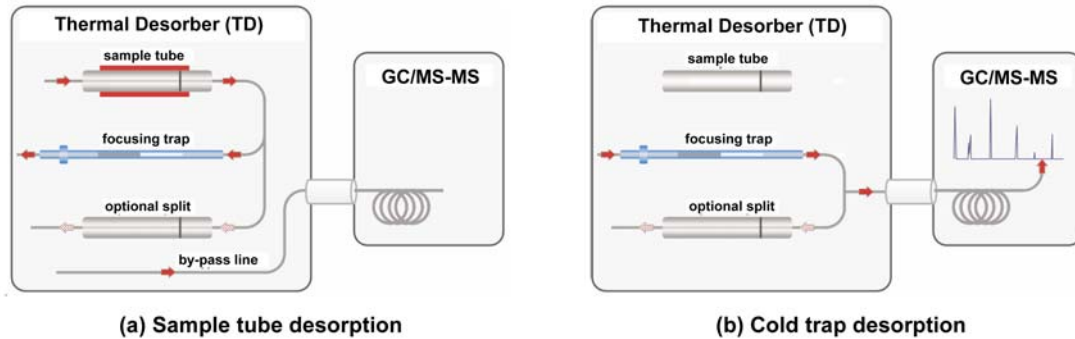 Thermal Desorber (TD)
sample tube
GC/MS-MS
focusing trap
optional split
by-pass line
(a) Sample tube desorption
Thermal Desorber (TD)
sample tube
GC/MS-MS
focusing trap
optional split
(b) Cold trap desorption